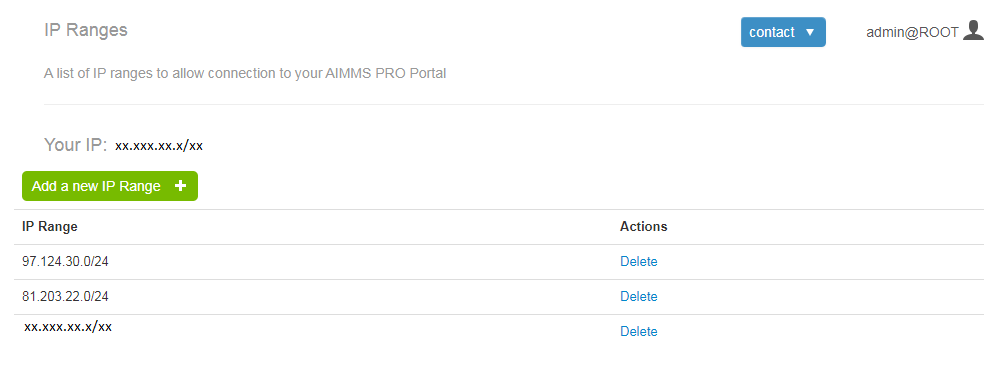 IP Ranges
contact
admin@ROOT
A list of IP ranges to allow connection to your AIMMS PRO Portal
Your IP: xx.xxx.xx.x/xx
Add a new IP Range +
IP Range Actions
97.124.30.0/24 Delete
81.203.22.0/24 Delete
xx.xxx.xx.x/xx Delete